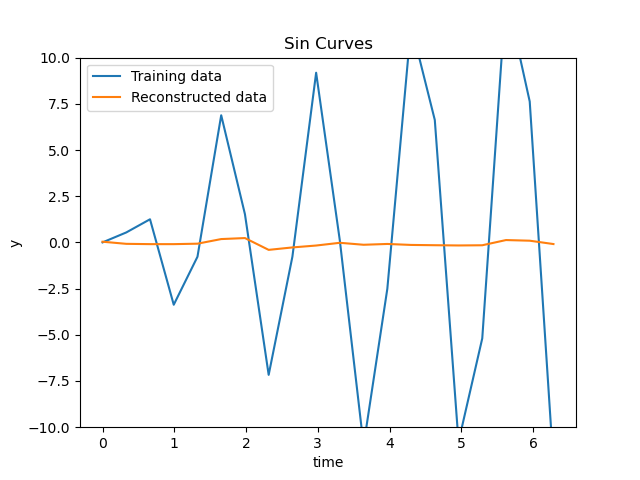 Sin Curves
Training data
Reconstructed data
10.0
7.5
5.0
2.5
0.0
−2.5
−5.0
−7.5
−10.0
y
0 1 2 3 4 5 6
time